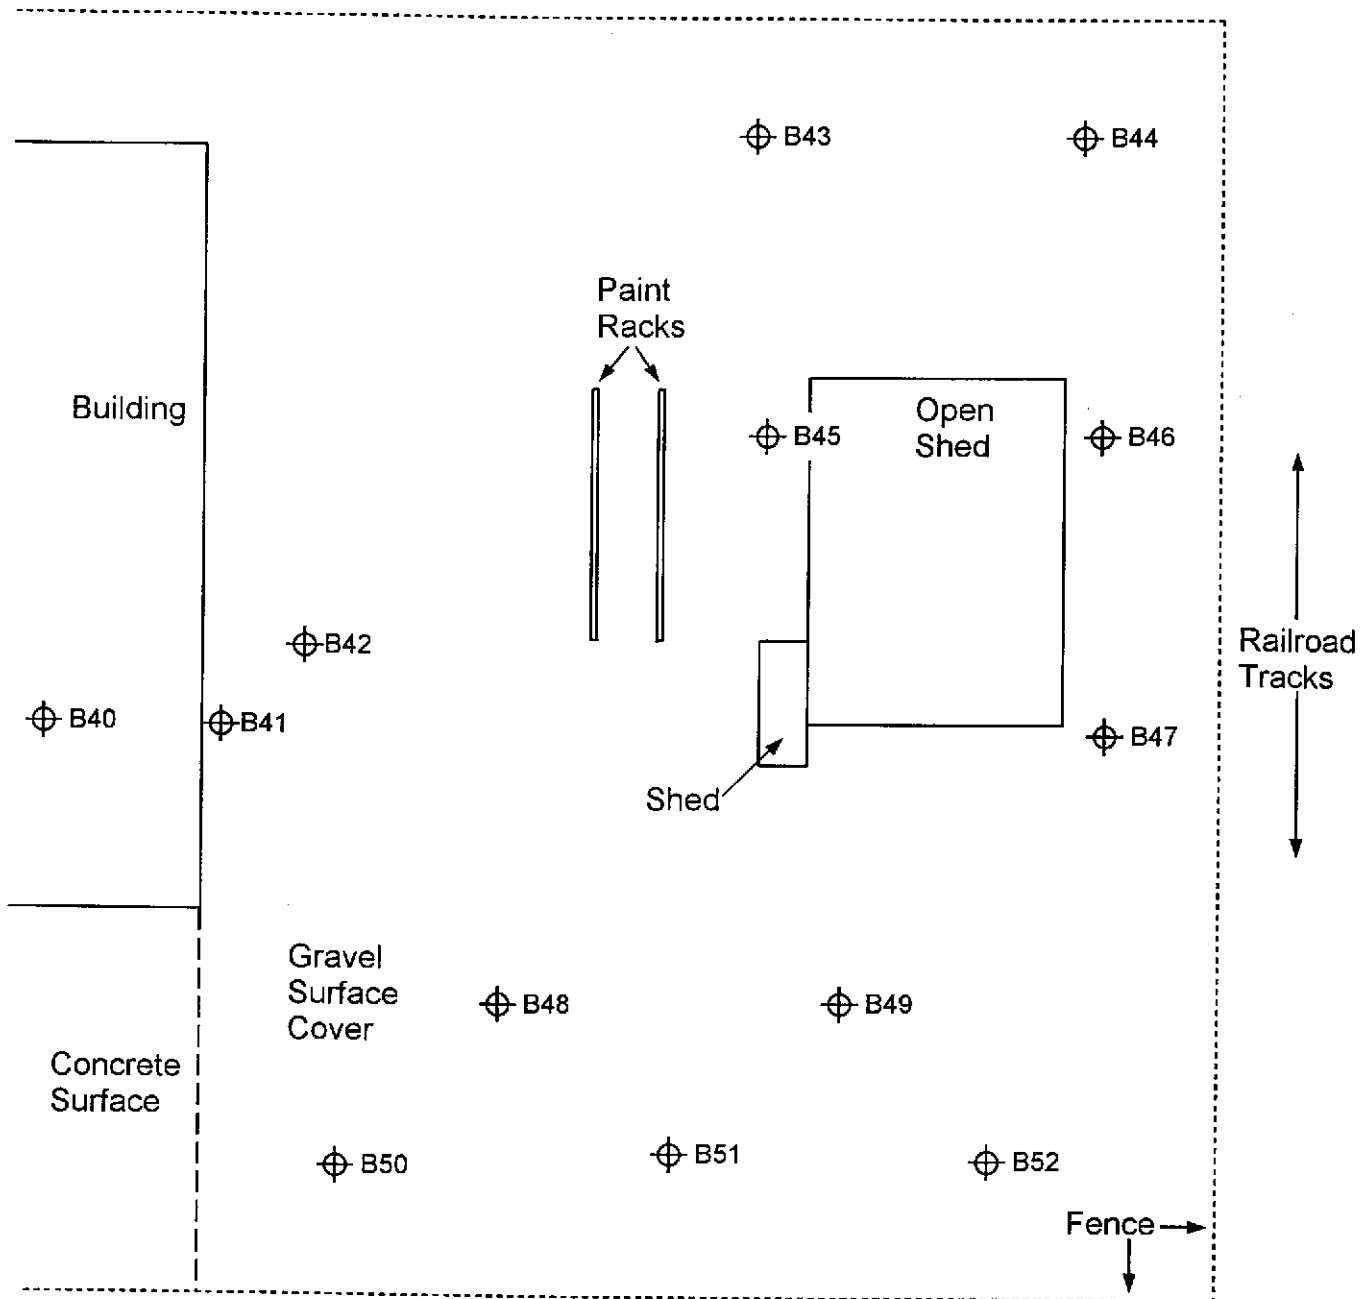 B43
B44
Paint
Racks
Building
Open
Shed
B45
B46
B42
Railroad
Tracks
B40
B41
B47
Shed
Gravel
Surface
Cover
B48
B49
Concrete
Surface
B50
B51
B52
Fence